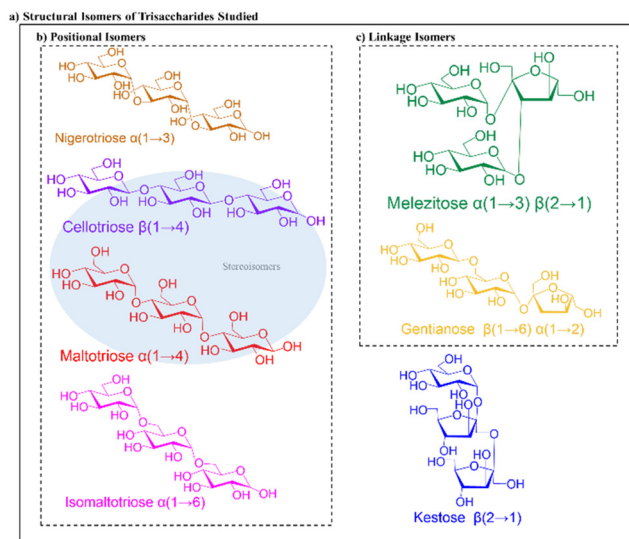 a) Structural Isomers of Trisaccharides Studied
b) Positional Isomers
Nigerotriose α(1→3)
Cellotriose β(1→4)
Stereoisomers
Maltotriose α(1→4)
Isomaltotriose α(1→6)
c) Linkage Isomers
Melezitose α(1→3) β(2→1)
Gentianose β(1→6) α(1→2)
Kestose β(2→1)